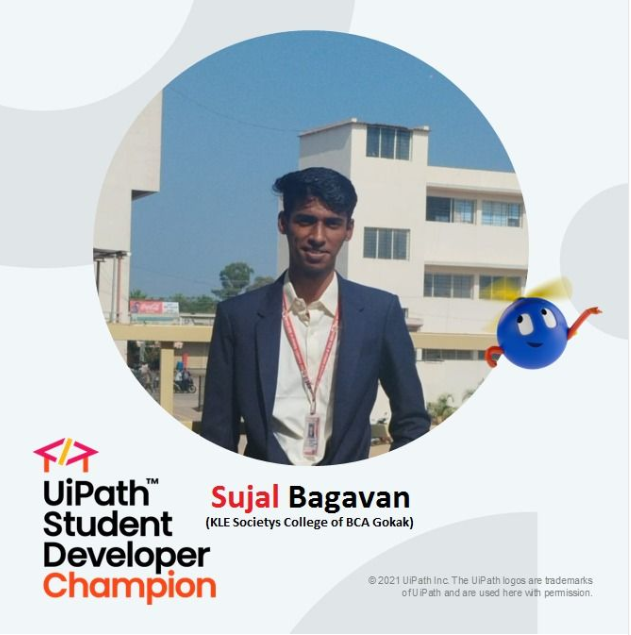 UiPath™
Student
Developer
Champion
Sujal Bagavan
(KLE Societys College of BCA Gokak)
© 2021 UiPath Inc. The UiPath logos are trademarks
of UiPath and are used here with permission.